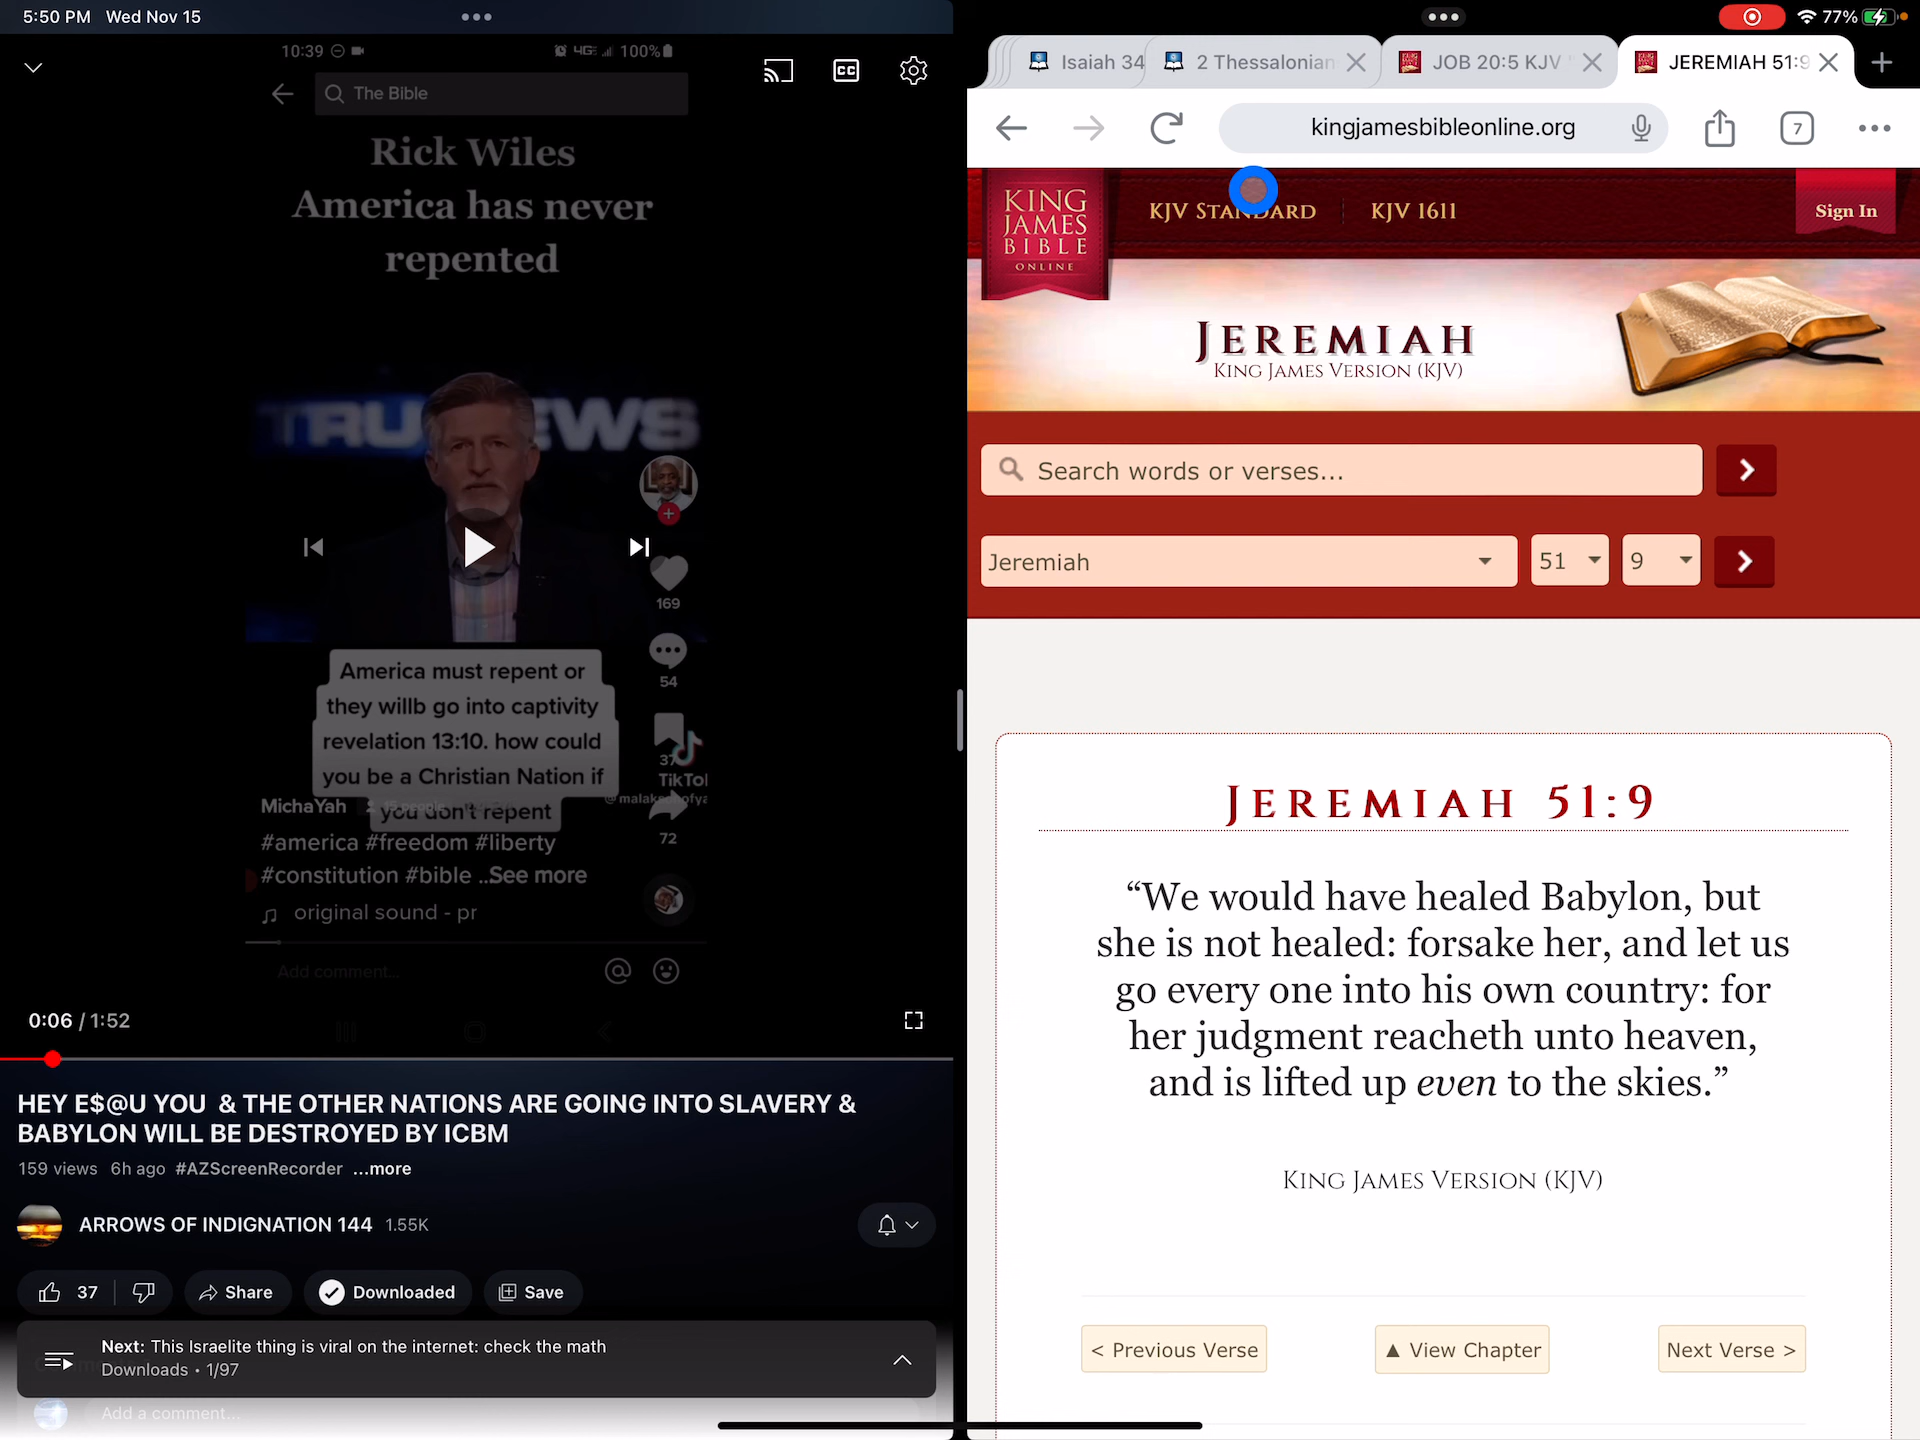 5:50 PM Wed Nov 15
10:39
4G
100%
The Bible
Rick Wiles
America has never
repented
TRUNEWS
169
54
37
America must repent or
they willb go into captivity
revelation 13:10. how could
you be a Christian Nation if
you don't repent
TikTok
MichaYah
#america #freedom #liberty
72
#constitution #bible ..See more
original sound - pr
Add comment...
0:06 / 1:52
HEY E$@U YOU & THE OTHER NATIONS ARE GOING INTO SLAVERY &
BABYLON WILL BE DESTROYED BY ICBM
159 views 6h ago #AZScreenRecorder ...more
ARROWS OF INDIGNATION 144 1.55K
37
Share
Downloaded
Save
Next: This Israelite thing is viral on the internet: check the math
Downloads • 1/97
Add a comment...
77%
Isaiah 34
2 Thessalonian
JOB 20:5 KJV "
JEREMIAH 51:9
kingjamesbibleonline.org
7
KING
JAMES
BIBLE
ONLINE
KJV STANDARD
KJV 1611
Sign In
JEREMIAH
KING JAMES VERSION (KJV)
Search words or verses...
Jeremiah
51
9
JEREMIAH 51:9
“We would have healed Babylon, but
she is not healed: forsake her, and let us
go every one into his own country: for
her judgment reacheth unto heaven,
and is lifted up even to the skies.”
KING JAMES VERSION (KJV)
< Previous Verse
▲ View Chapter
Next Verse >